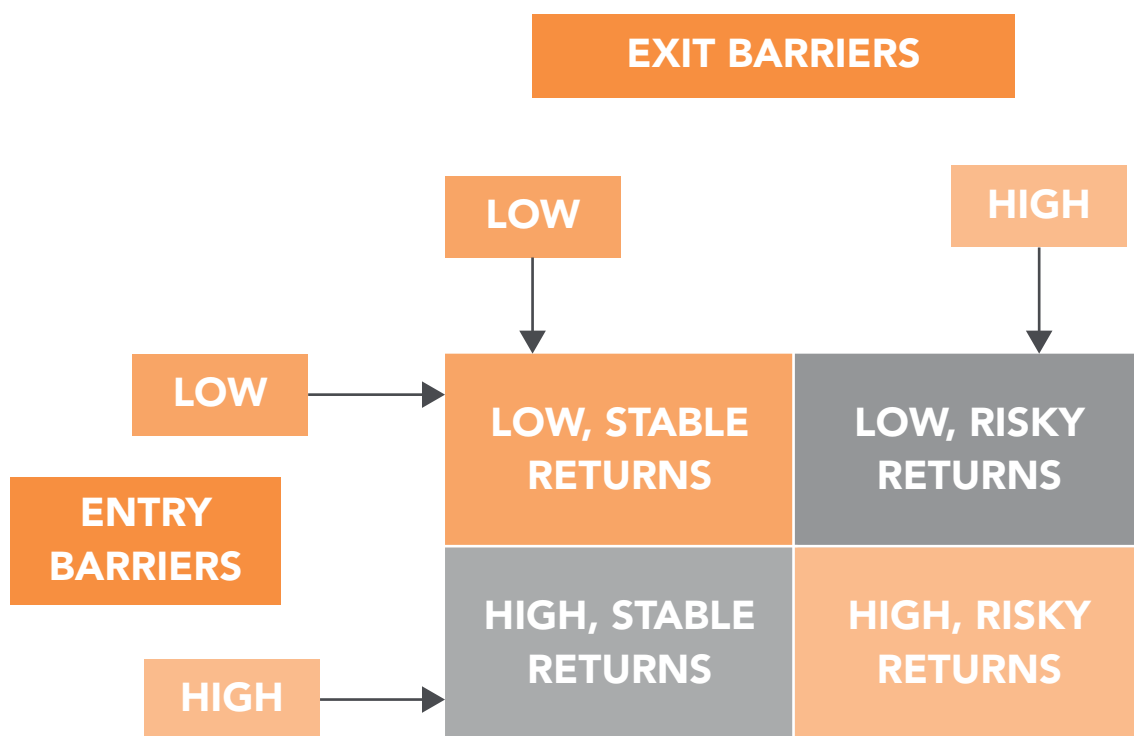 EXIT BARRIERS
LOW
HIGH
LOW
LOW, STABLE
RETURNS
LOW, RISKY
RETURNS
ENTRY
BARRIERS
HIGH, STABLE
RETURNS
HIGH, RISKY
RETURNS
HIGH